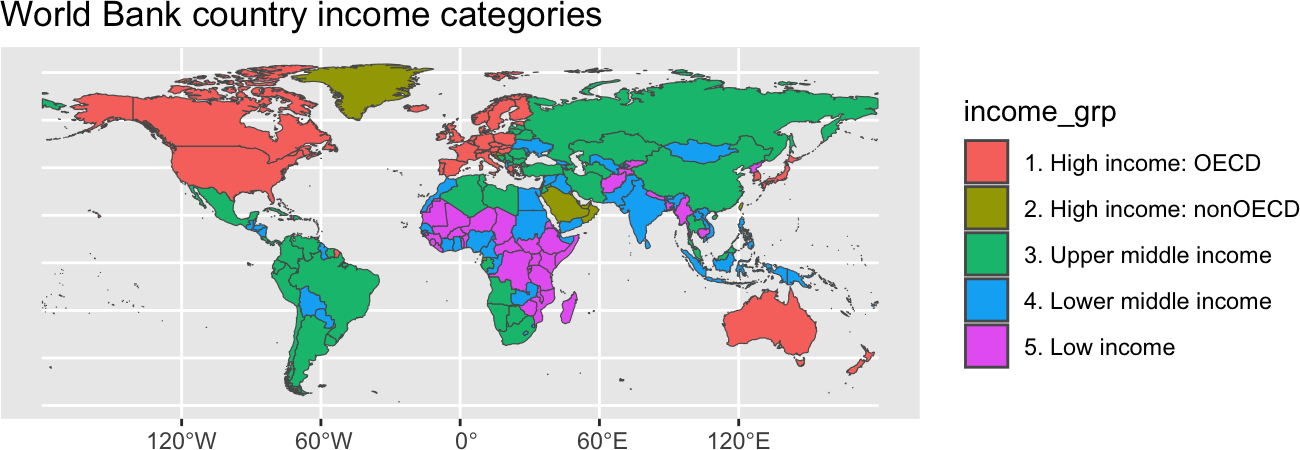 World Bank country income categories
income_grp
1. High income: OECD
2. High income: nonOECD
3. Upper middle income
4. Lower middle income
5. Low income
120°W 60°W 0° 60°E 120°E